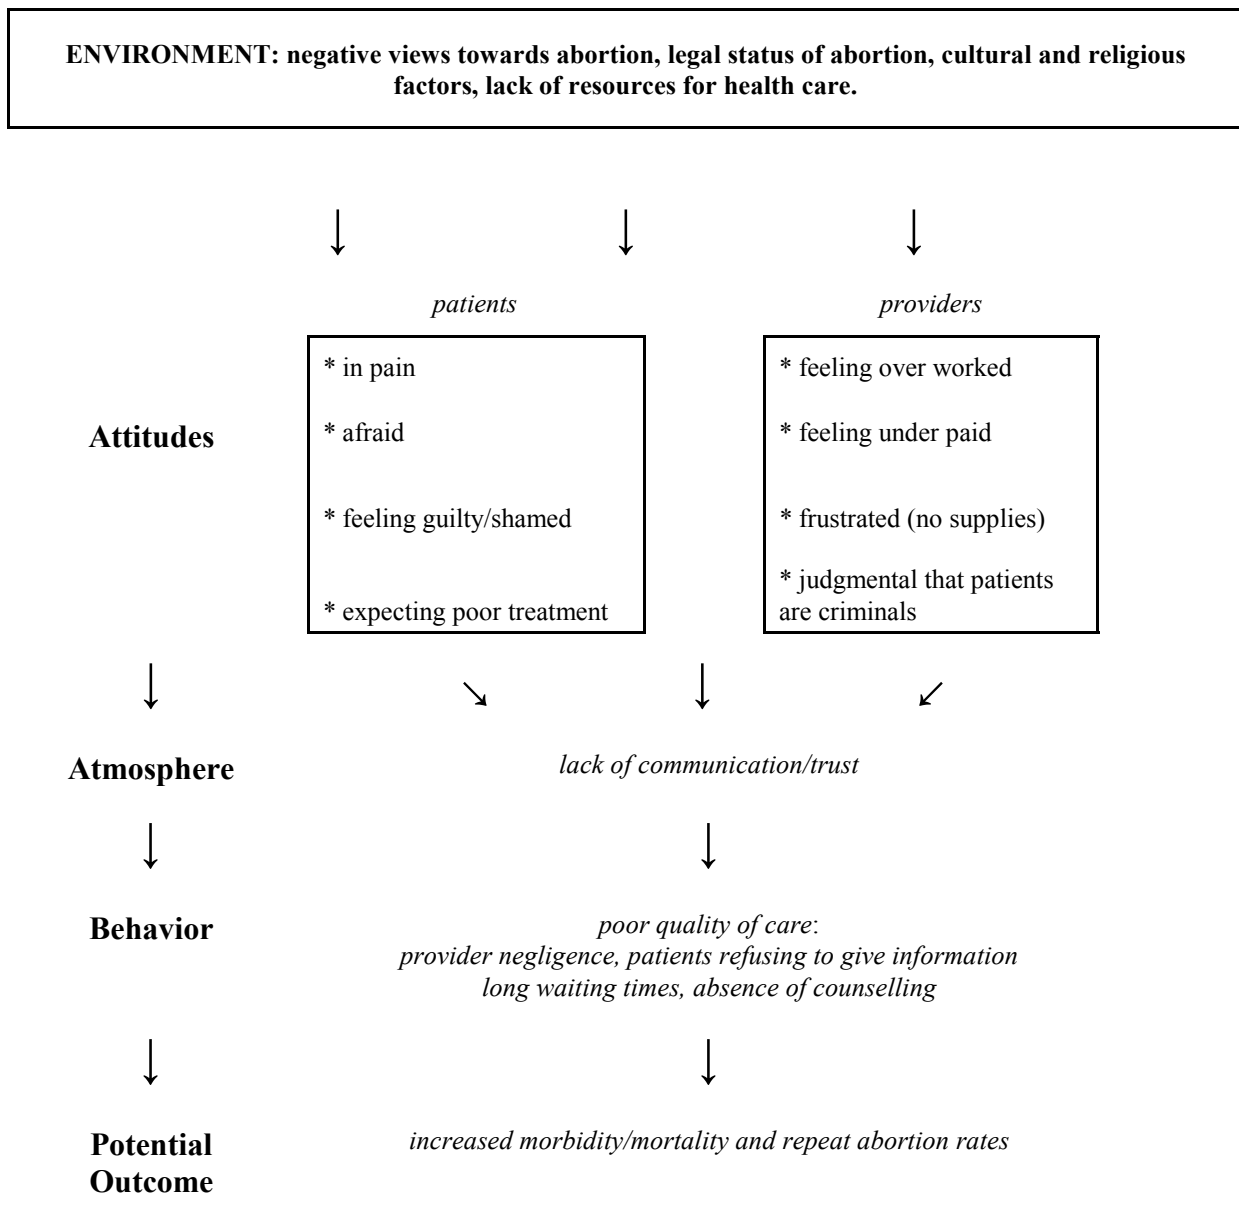 ENVIRONMENT: negative views towards abortion, legal status of abortion, cultural and religious
factors, lack of resources for health care.
patients
providers
Attitudes
* in pain
* afraid
* feeling guilty/shamed
* expecting poor treatment
* feeling over worked
* feeling under paid
* frustrated (no supplies)
* judgmental that patients
are criminals
Atmosphere
lack of communication/trust
Behavior
poor quality of care:
provider negligence, patients refusing to give information
long waiting times, absence of counselling
Potential
Outcome
increased morbidity/mortality and repeat abortion rates